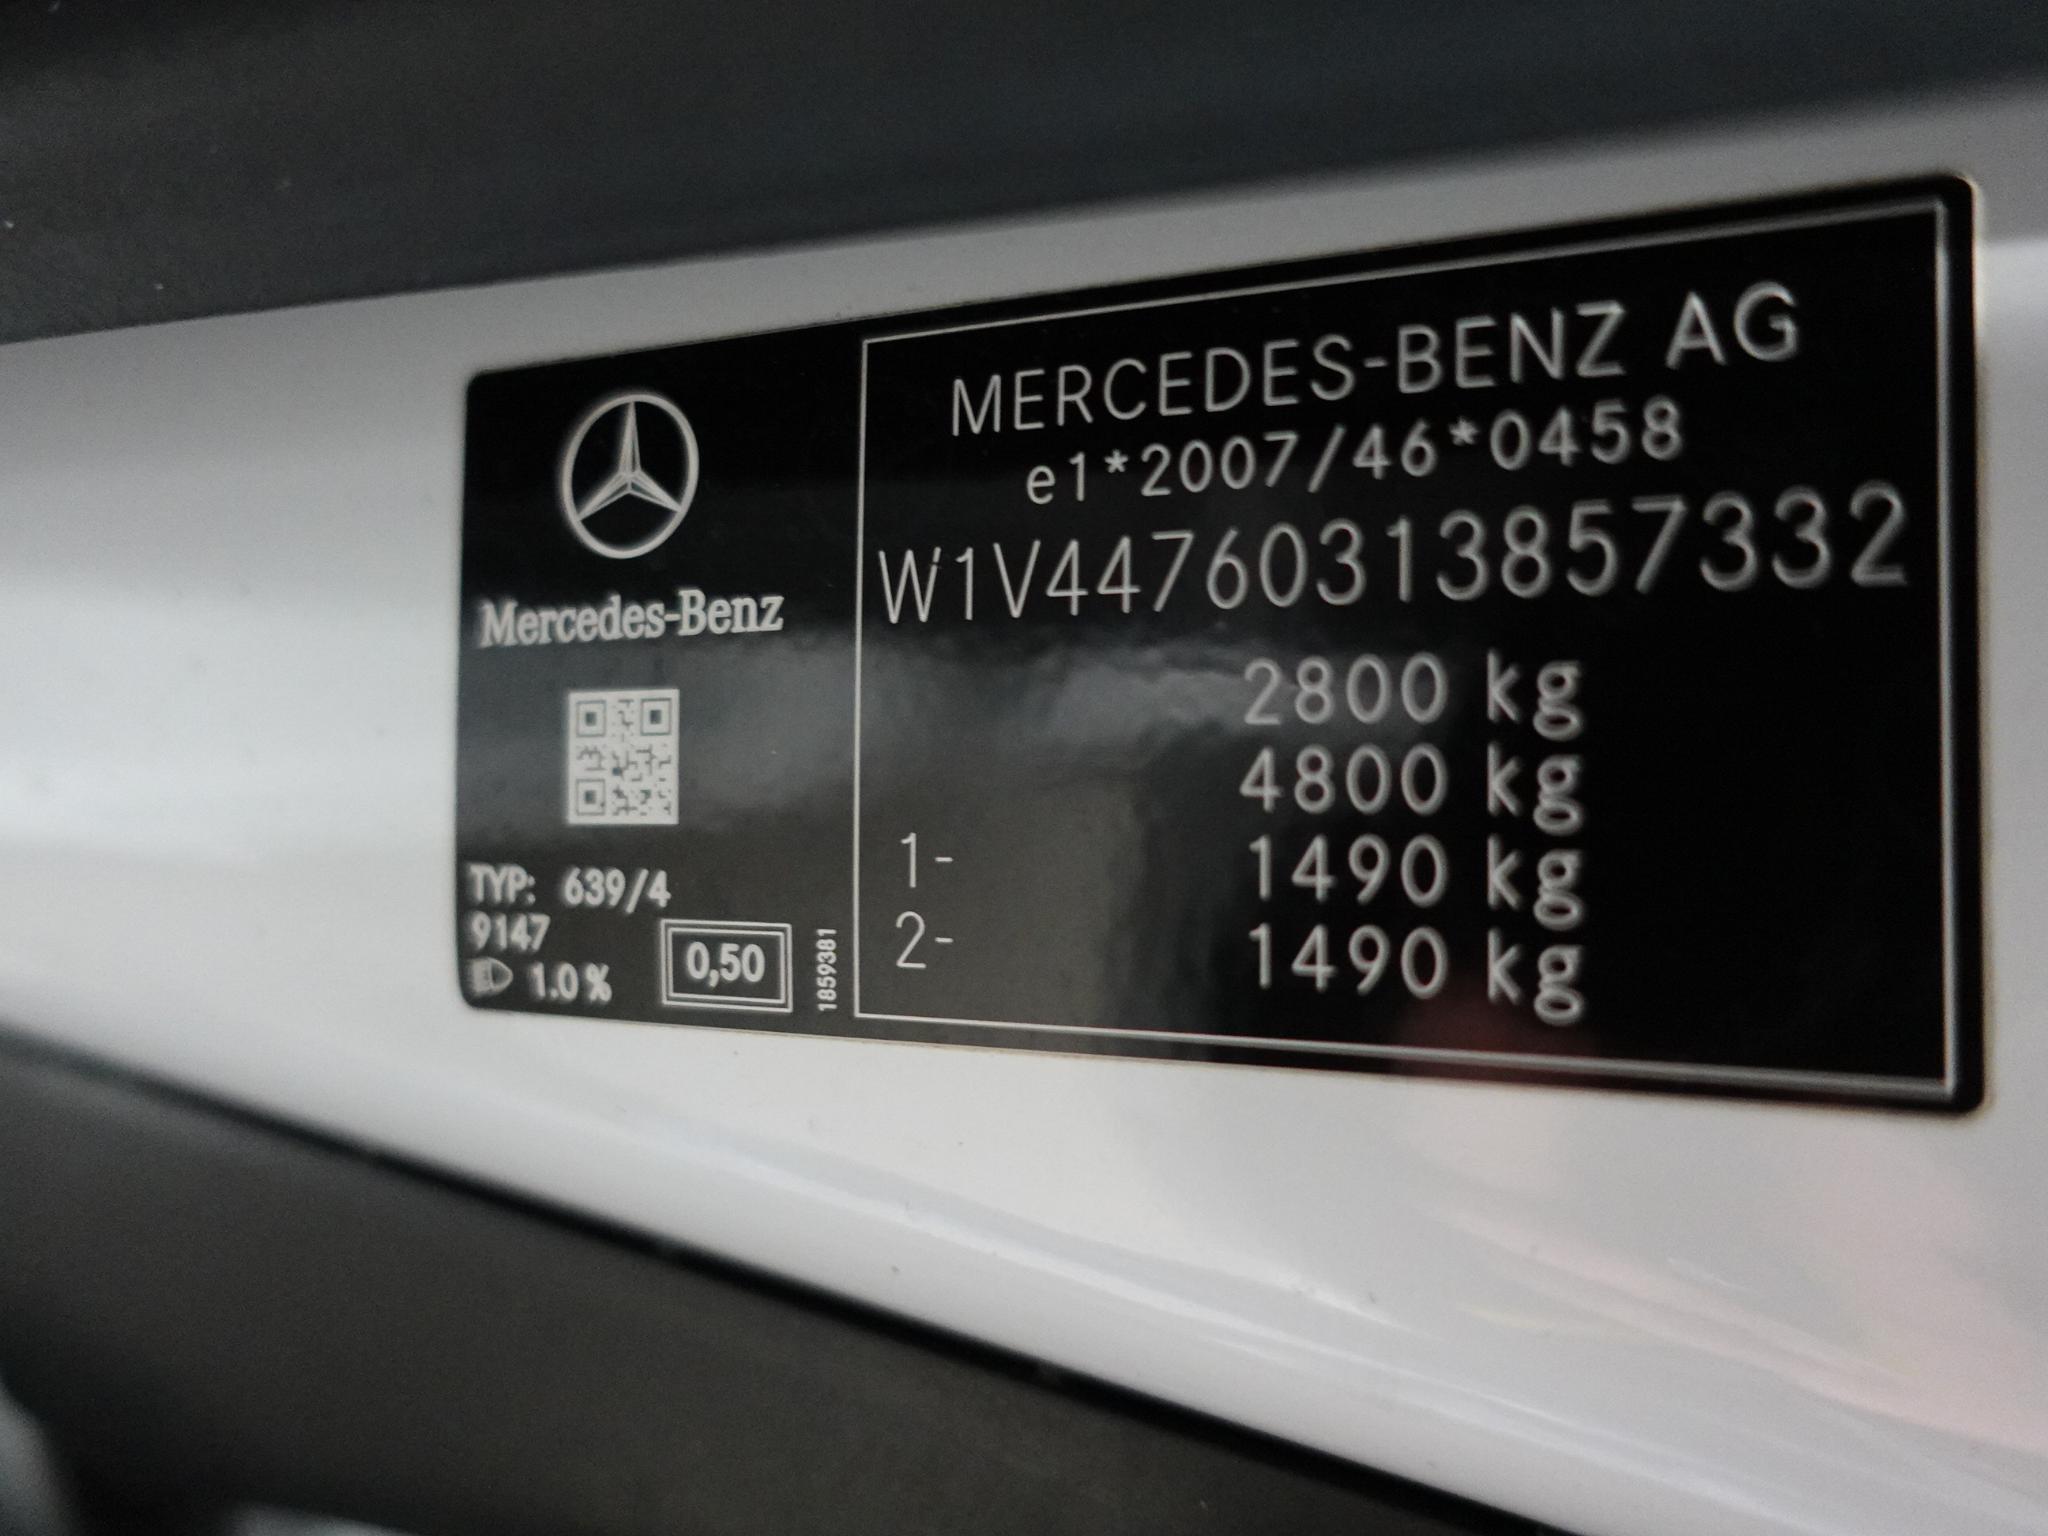 Mercedes-Benz
TYP: 639/4
9147
1.0 %
0,50
1859381
MERCEDES-BENZ AG
e1*2007/46*0458
W1V44760313857332
2800 kg
4800 kg
1- 1490 kg
2- 1490 kg